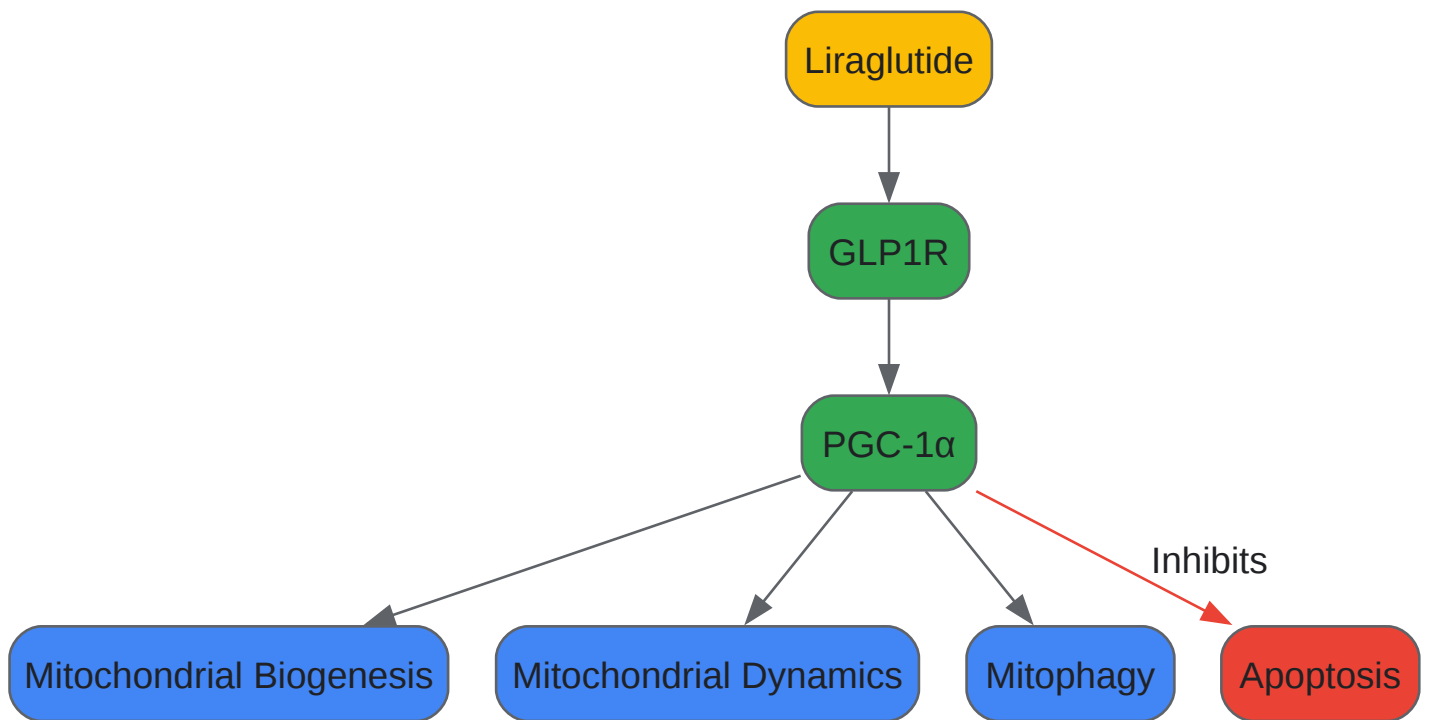 Liraglutide
GLP1R
PGC-1α
Inhibits
Mitochondrial Biogenesis
Mitochondrial Dynamics
Mitophagy
Apoptosis